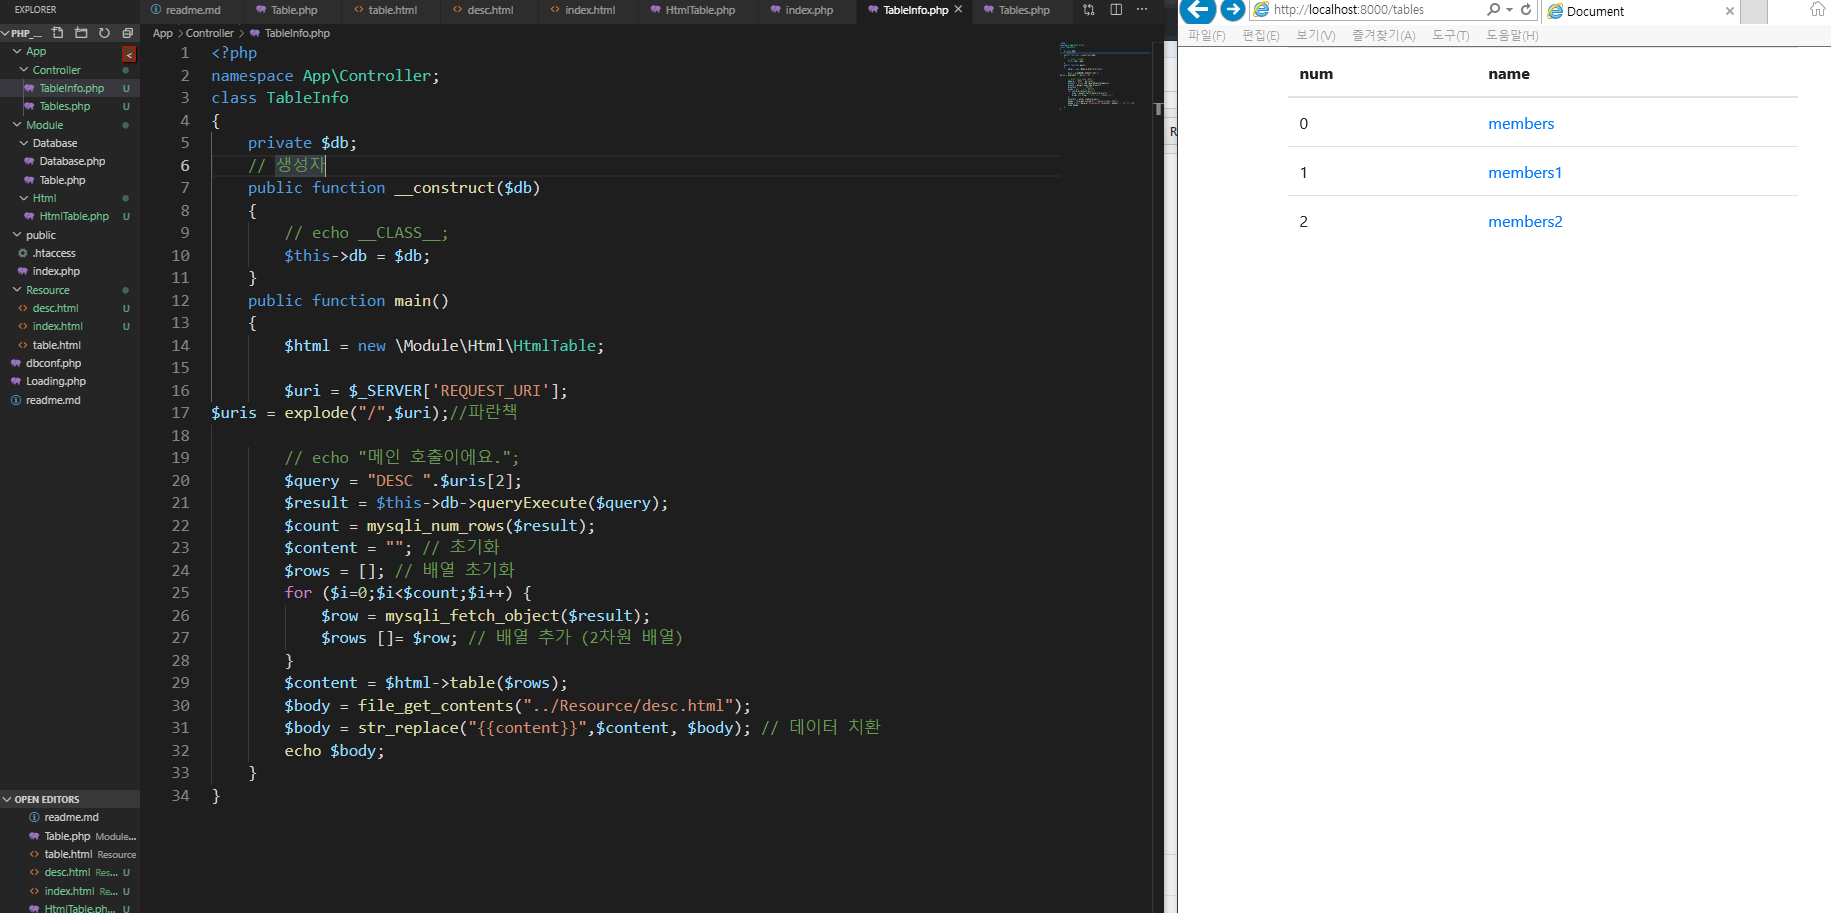 EXPLORER
PHP_...
App
Controller
TableInfo.php U
Tables.php U
Module
Database
Database.php
Table.php
Html
HtmlTable.php U
public
.htaccess
index.php
Resource
desc.html U
index.html U
table.html
dbconf.php
Loading.php
readme.md
OPEN EDITORS
readme.md
Table.php Module...
table.html Resource
desc.html Res... U
index.html Re... U
HtmlTable.ph... U
readme.md Table.php table.html desc.html index.html HtmlTable.php index.php TableInfo.php Tables.php
App > Controller > TableInfo.php
1 <?php
2 namespace App\Controller;
3 class TableInfo
4 {
5 private $db;
6 // 생성자
7 public function __construct($db)
8 {
9 // echo __CLASS__;
10 $this->db = $db;
11 }
12 public function main()
13 {
14 $html = new \Module\Html\HtmlTable;
15
16 $uri = $_SERVER['REQUEST_URI'];
17 $uris = explode("/",$uri);//파란책
18
19 // echo "메인 호출이에요.";
20 $query = "DESC ".$uris[2];
21 $result = $this->db->queryExecute($query);
22 $count = mysqli_num_rows($result);
23 $content = ""; // 초기화
24 $rows = []; // 배열 초기화
25 for ($i=0;$i<$count;$i++) {
26 $row = mysqli_fetch_object($result);
27 $rows []= $row; // 배열 추가 (2차원 배열)
28 }
29 $content = $html->table($rows);
30 $body = file_get_contents("../Resource/desc.html");
31 $body = str_replace("{{content}}",$content, $body); // 데이터 치환
32 echo $body;
33 }
34 }
http://localhost:8000/tables
Document
파일(F) 편집(E) 보기(V) 즐겨찾기(A) 도구(T) 도움말(H)
num name
0 members
1 members1
2 members2